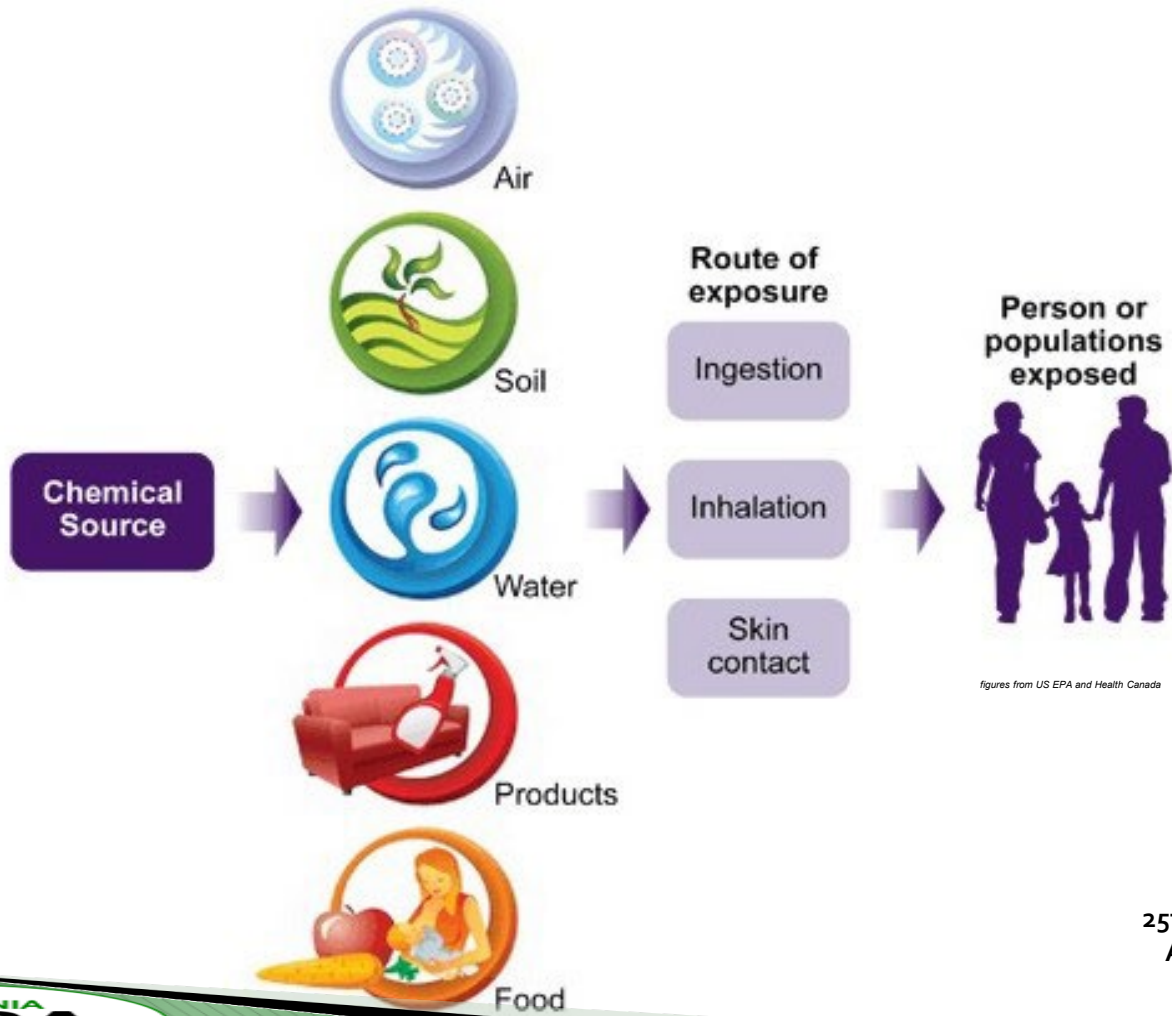 Air
Soil
Chemical
Source
Water
Products
Food
Route of
exposure
Ingestion
Inhalation
Skin
contact
Person or
populations
exposed
figures from US EPA and Health Canada